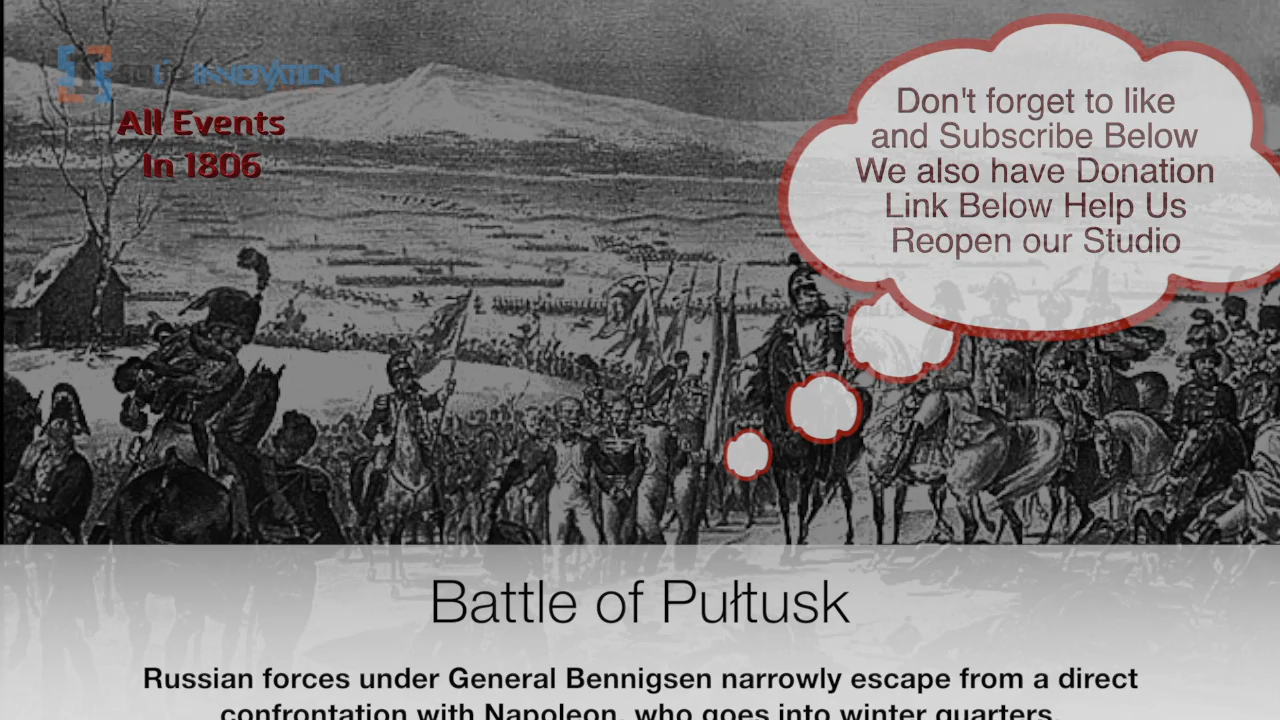 INNOVATION
All Events
In 1806
Don't forget to like
and Subscribe Below
We also have Donation
Link Below Help Us
Reopen our Studio
Battle of Pułtusk
Russian forces under General Bennigsen narrowly escape from a direct
confrontation with Napoleon, who goes into winter quarters.